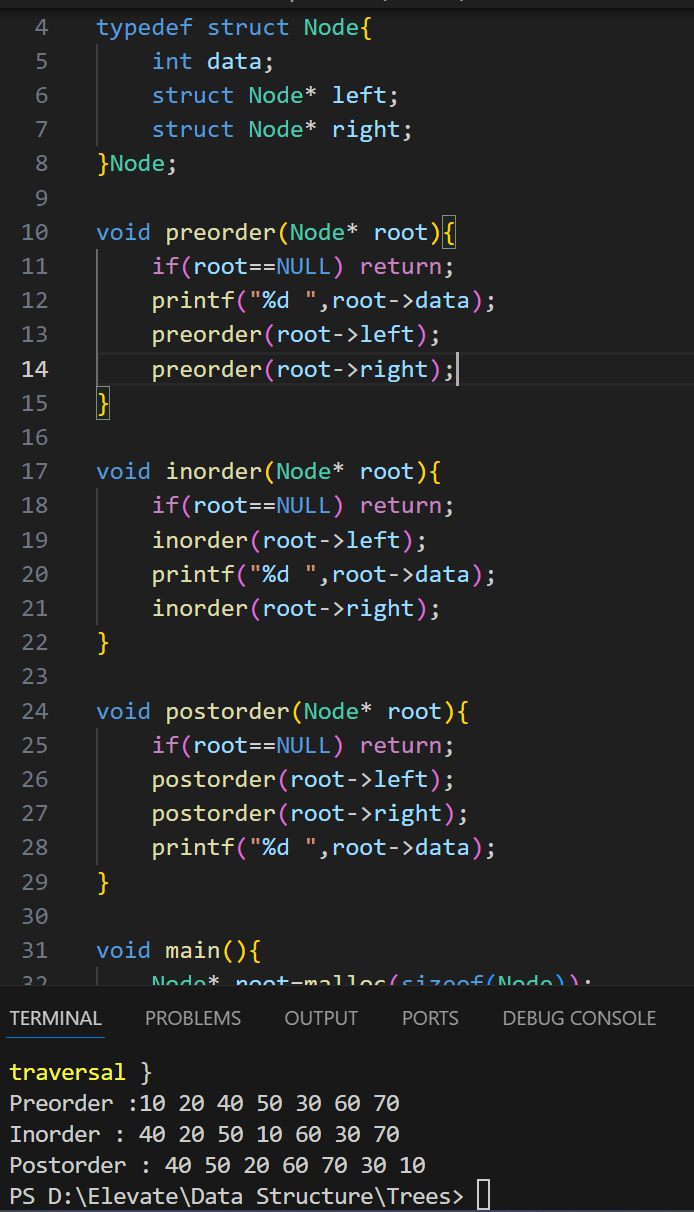 4 typedef struct Node{
5     int data;
6     struct Node* left;
7     struct Node* right;
8 }Node;
9
10 void preorder(Node* root){
11     if(root==NULL) return;
12     printf("%d ",root->data);
13     preorder(root->left);
14     preorder(root->right);
15 }
16
17 void inorder(Node* root){
18     if(root==NULL) return;
19     inorder(root->left);
20     printf("%d ",root->data);
21     inorder(root->right);
22 }
23
24 void postorder(Node* root){
25     if(root==NULL) return;
26     postorder(root->left);
27     postorder(root->right);
28     printf("%d ",root->data);
29 }
30
31 void main(){
32     Node* root=malloc(sizeof(Node));
TERMINAL PROBLEMS OUTPUT PORTS DEBUG CONSOLE
traversal }
Preorder :10 20 40 50 30 60 70
Inorder : 40 20 50 10 60 30 70
Postorder : 40 50 20 60 70 30 10
PS D:\Elevate\Data Structure\Trees>